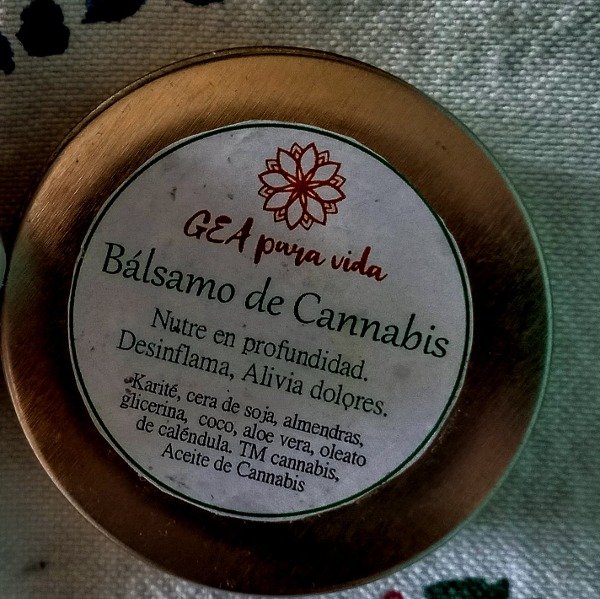 GEA pura vida
Bálsamo de Cannabis
Nutre en profundidad.
Desinflama, Alivia dolores.
Karité, cera de soja, almendras,
glicerina, coco, aloe vera, oleato
de caléndula. TM cannabis,
Aceite de Cannabis